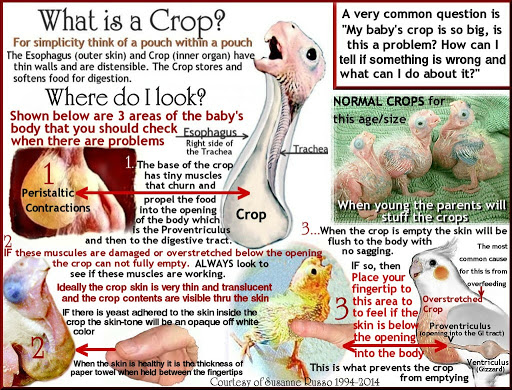 What is a Crop?
For simplicity think of a pouch within a pouch
The Esophagus (outer skin) and Crop (inner organ) have
thin walls and are distensible. The Crop stores and
softens food for digestion.
Where do I look?
Shown below are 3 areas of the baby's
body that you should check
when there are problems
Esophagus
Right side of
the Trachea
Trachea
Crop
A very common question is
"My baby's crop is so big, is
this a problem? How can I
tell if something is wrong and
what can I do about it?"
NORMAL CROPS for
this age/size
When young the parents will
stuff the crops
1
Peristaltic
Contractions
1.The base of the crop
has tiny muscles
that churn and
propel the food
into the opening
of the body which
is the Proventriculus
and then to the digestive tract.
2
IF these muscles are damaged or overstretched below the opening
the crop can not fully empty. ALWAYS look to
see if these muscles are working.
Ideally the crop skin is very thin and translucent
and the crop contents are visible thru the skin
IF there is yeast adhered to the skin inside the
crop the skin-tone will be an opaque off white
color
2
When the skin is healthy it is the thickness of
paper towel when held between the fingertips
3...When the crop is empty the skin will be
flush to the body with
no sagging.
IF so, then
Place your
fingertip to
this area to
to feel if the
skin is below
the opening
into the body
3
This is what prevents the crop
from emptying
The most
common cause
for this is from
overfeeding
Overstretched
Crop
Proventriculus
(opening into the GI tract)
Ventriculus
(Gizzard)
Courtesy of Susanne Russo 1994-2014